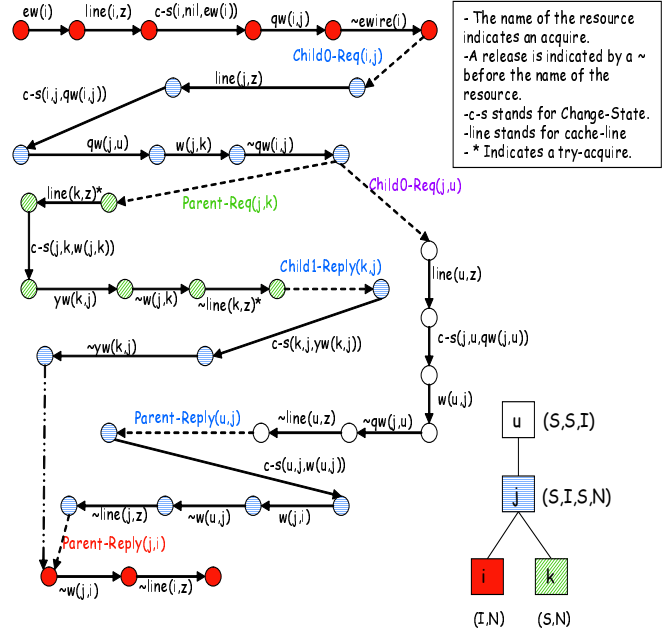 ew(i) line(i,z) c-s(i,nil,ew(i)) qw(i,j) ~ewire(i)
Child0-Req(i,j)
line(j,z)
c-s(i,j,qw(i,j))
qw(j,u) w(j,k) ~qw(i,j)
line(k,z)*
Parent-Req(j,k)
Child0-Req(j,u)
c-s(j,k,w(j,k))
line(u,z)
yw(k,j) ~w(j,k) ~line(k,z)* Child1-Reply(k,j)
c-s(j,u,qw(j,u))
~yw(k,j) c-s(k,j,yw(k,j))
w(u,j)
Parent-Reply(u,j) ~line(u,z) ~qw(j,u)
c-s(u,j,w(u,j))
~line(j,z) ~w(u,j) w(j,i)
Parent-Reply(j,i)
~w(j,i) ~line(i,z)
- The name of the resource
indicates an acquire.
-A release is indicated by a ~
before the name of the
resource.
-c-s stands for Change-State.
-line stands for cache-line
- * Indicates a try-acquire.
u (S,S,I)
j (S,I,S,N)
i k
(I,N) (S,N)